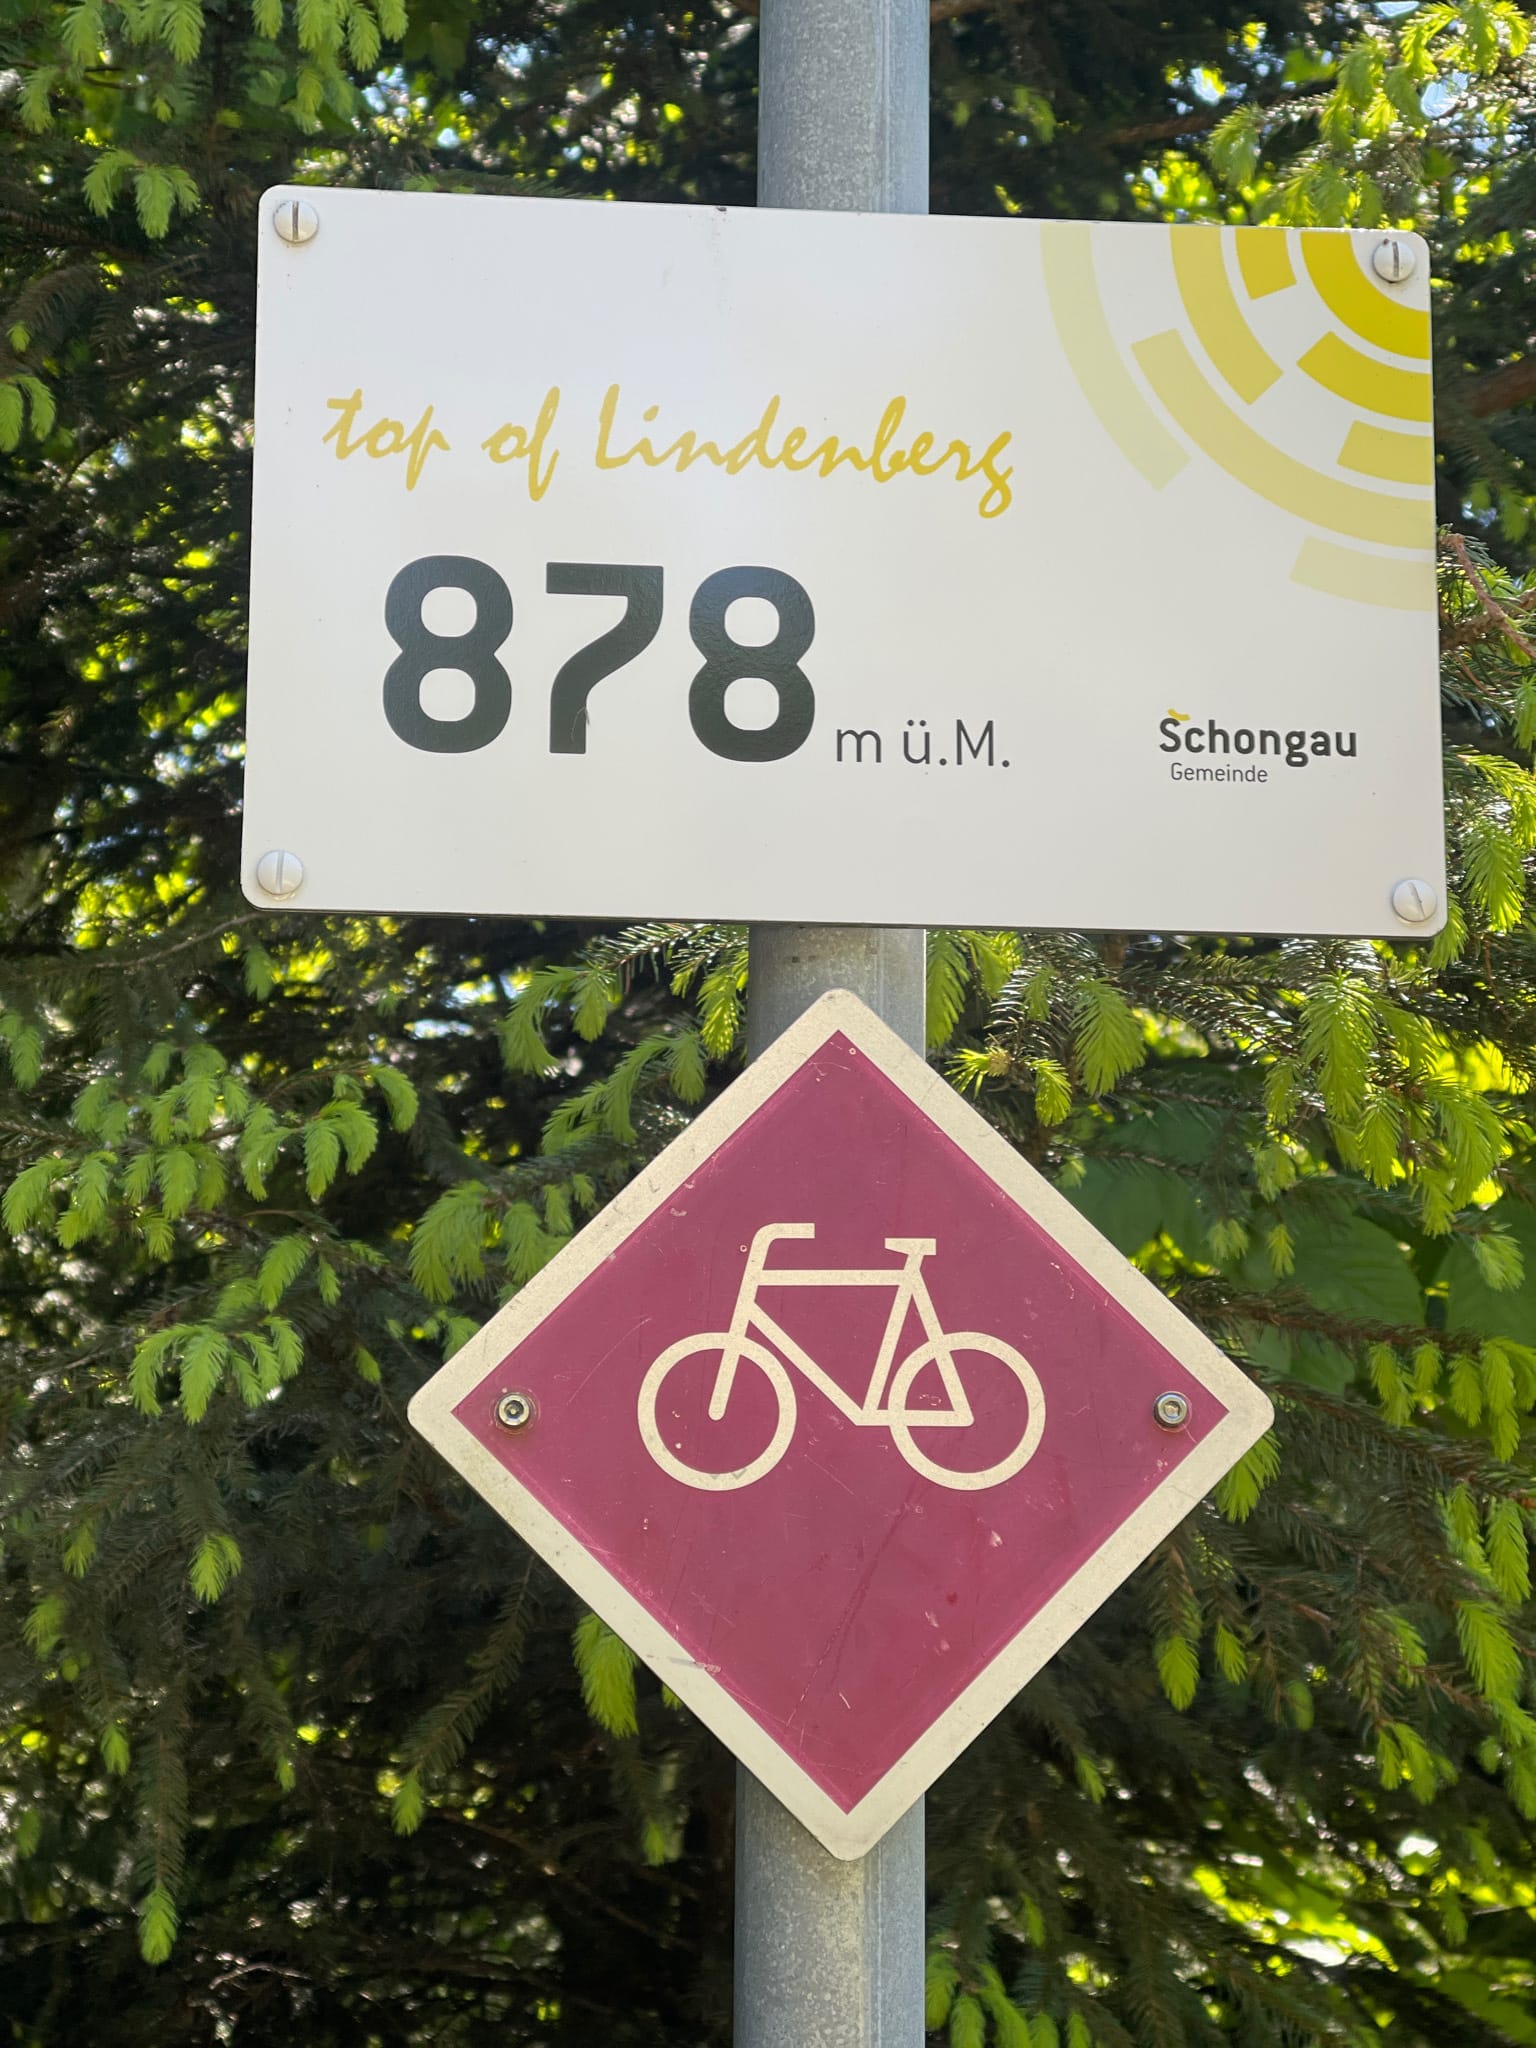 top of Lindenberg
878 m ü.M.
Schongau
Gemeinde